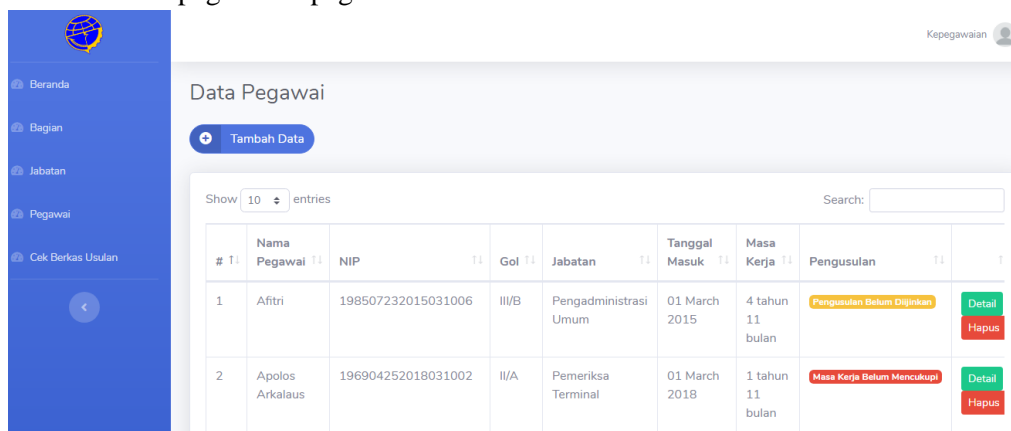 Kepegawaian
Beranda
Bagian
Jabatan
Pegawai
Cek Berkas Usulan
Data Pegawai
Tambah Data
Show 10 entries
Search:
# Nama Pegawai NIP Gol Jabatan Tanggal Masuk Masa Kerja Pengusulan
1 Afitri 198507232015031006 III/B Pengadministrasi Umum 01 March 2015 4 tahun 11 bulan Pengusulan Belum Diijinkan Detail Hapus
2 Apolos Arkalaus 196904252018031002 II/A Pemeriksa Terminal 01 March 2018 1 tahun 11 bulan Masa Kerja Belum Mencukupi Detail Hapus